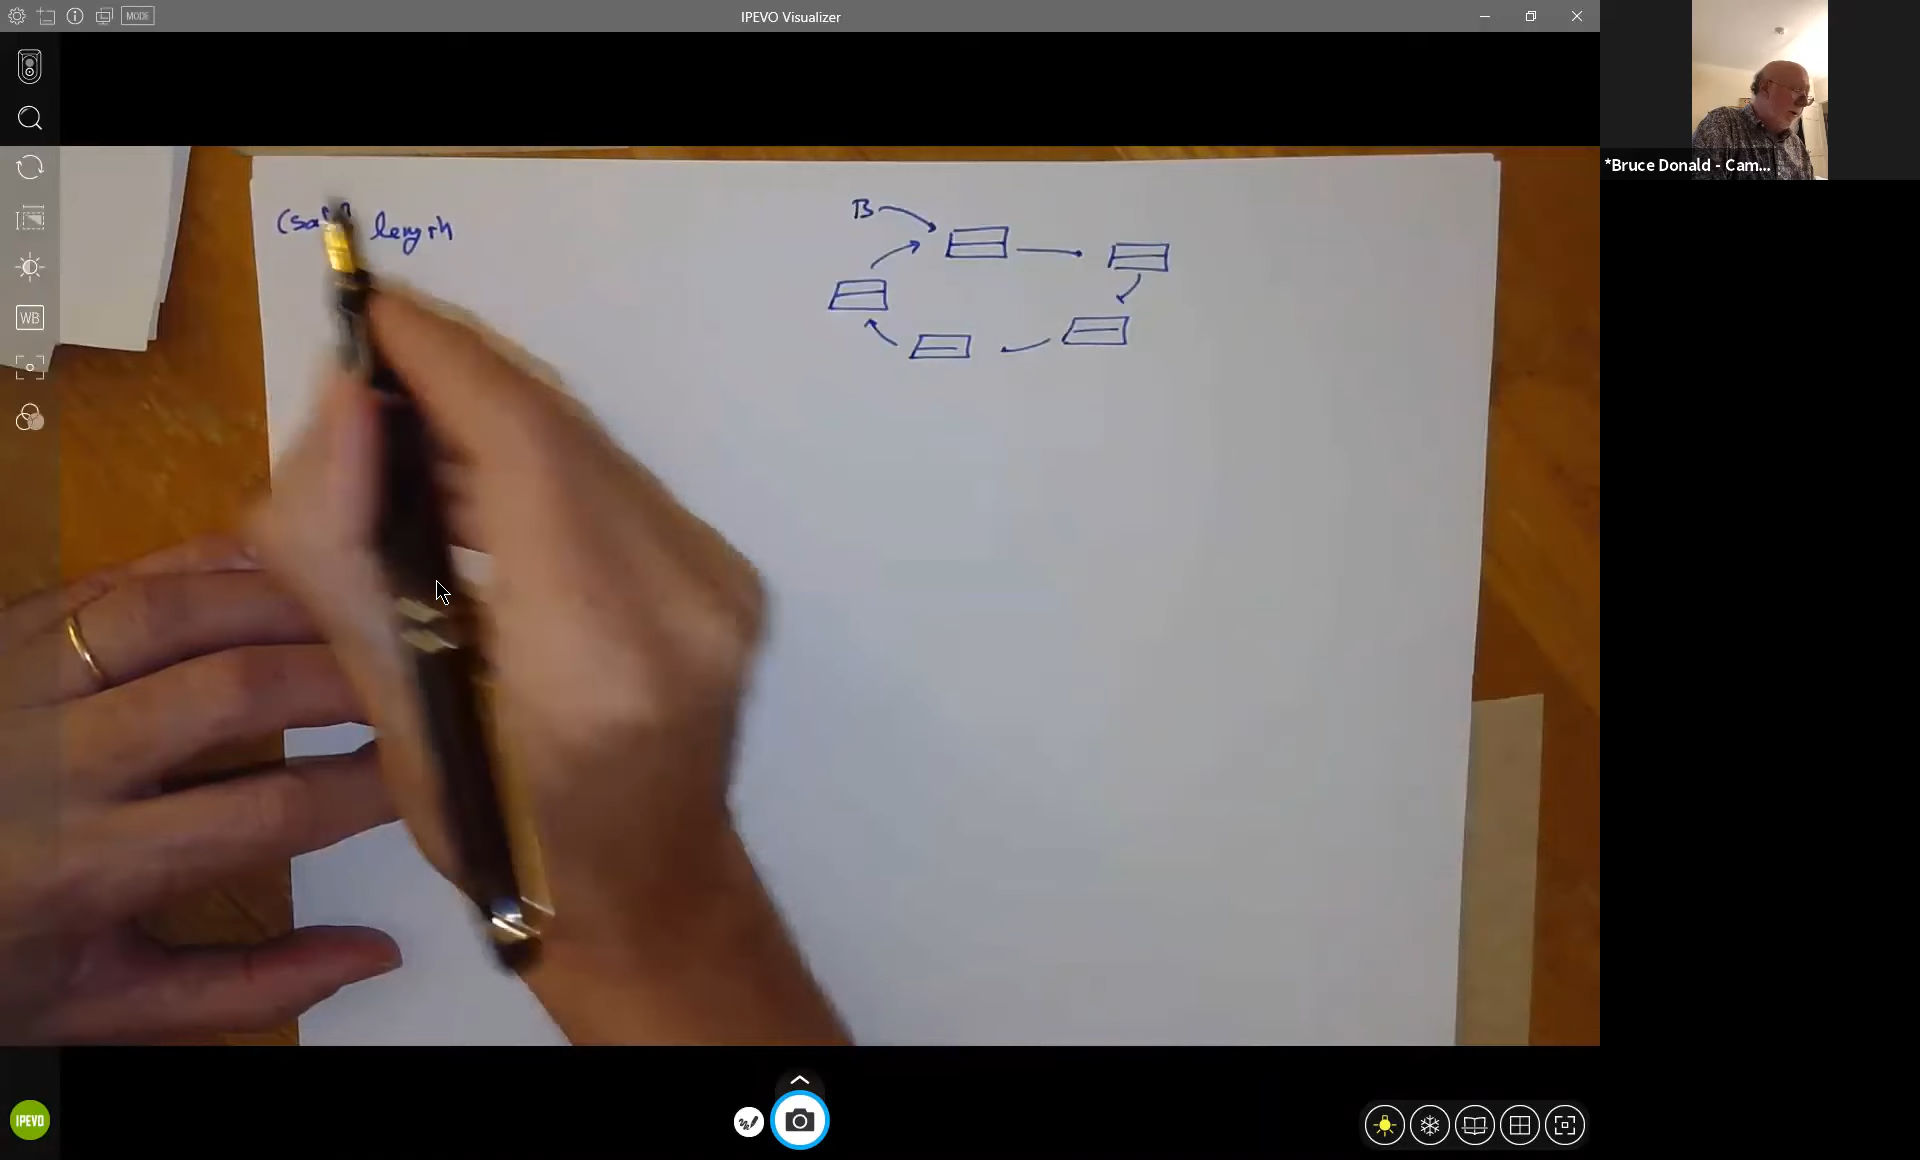 MODE
IPEVO Visualizer
*Bruce Donald - Cam...
length
B
WB
IPEVO